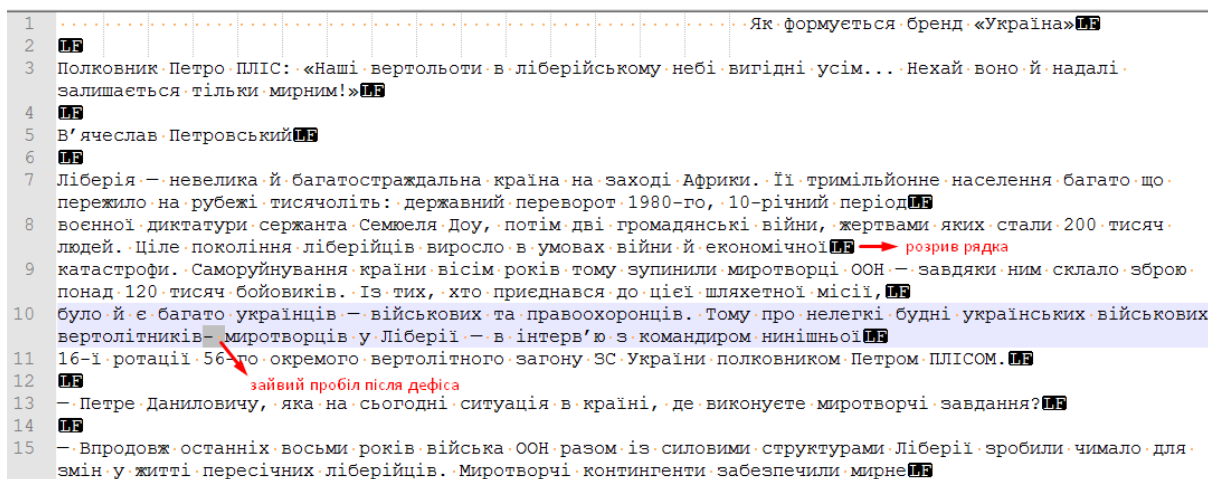 1 Як формується бренд «Україна»LF
2 LF
3 Полковник Петро ПЛІС: «Наші вертольоти в ліберійському небі вигідні усім... Нехай воно й надалі
залишається тільки мирним!»LF
4 LF
5 В’ячеслав ПетровськийLF
6 LF
7 Ліберія — невелика й багатостраждальна країна на заході Африки. Її тримільйонне населення багато що
пережило на рубежі тисячоліть: державний переворот 1980-го, 10-річний періодLF
8 воєнної диктатури сержанта Семюеля Доу, потім дві громадянські війни, жертвами яких стали 200 тисяч
людей. Ціле покоління ліберійців виросло в умовах війни й економічноїLF розрив рядка
9 катастрофи. Саморуйнування країни вісім років тому зупинили миротворці ООН — завдяки ним склало зброю
понад 120 тисяч бойовиків. Із тих, хто приєднався до цієї шляхетної місії,LF
10 було й є багато українців — військових та правоохоронців. Тому про нелегкі будні українських військових
вертолітників- миротворців у Ліберії — в інтерв’ю з командиром нинішньоїLF
11 16-ї ротації 56-го окремого вертолітного загону ЗС України полковником Петром ПЛІСОМ.LF
12 LF зайвий пробіл після дефіса
13 — Петре Даниловичу, яка на сьогодні ситуація в країні, де виконуєте миротворчі завдання?LF
14 LF
15 — Впродовж останніх восьми років війська ООН разом із силовими структурами Ліберії зробили чимало для
змін у житті пересічних ліберійців. Миротворчі контингенти забезпечили мирнеLF